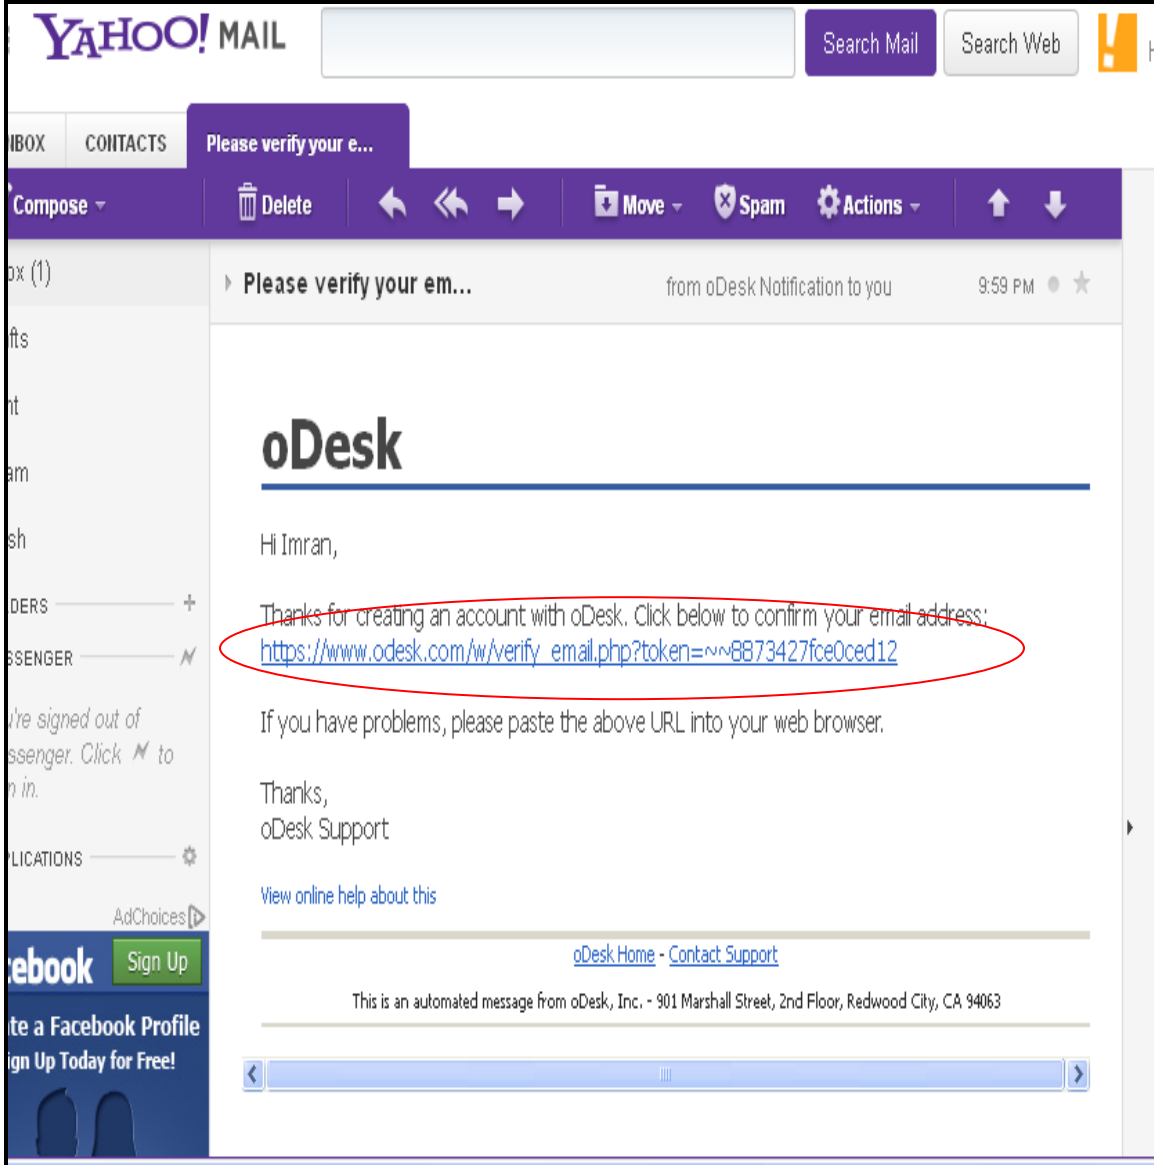 YAHOO! MAIL
Search Mail
Search Web
NBOX
CONTACTS
Please verify your e...
Compose
Delete
Move
Spam
Actions
ox (1)
Please verify your em...
from oDesk Notification to you
9:59 PM
fts
nt
am
sh
oDesk
Hi Imran,
DERS
Thanks for creating an account with oDesk. Click below to confirm your email address:
https://www.odesk.com/w/verify_email.php?token=~~8873427fce0ced12
SSENGER
u're signed out of
ssenger. Click to
n in.
If you have problems, please paste the above URL into your web browser.
Thanks,
oDesk Support
PLICATIONS
View online help about this
AdChoices
oDesk Home - Contact Support
cebook
Sign Up
This is an automated message from oDesk, Inc. - 901 Marshall Street, 2nd Floor, Redwood City, CA 94063
te a Facebook Profile
ign Up Today for Free!